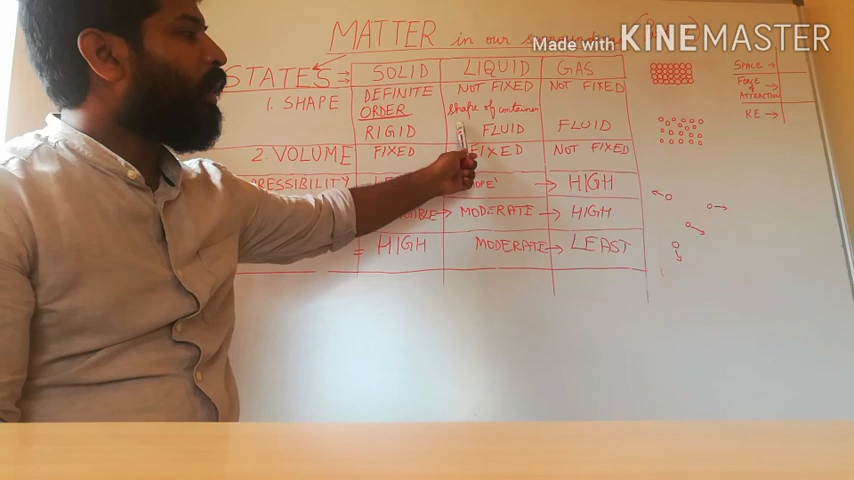 MATTER in our
Made with KINEMASTER
STATES SOLID LIQUID GAS
1. SHAPE DEFINITE NOT FIXED NOT FIXED
ORDER Shape of container
RIGID FLUID FLUID
2. VOLUME FIXED FIXED NOT FIXED
HIGH
MODERATE HIGH
= HIGH MODERATE LEAST
SPACE
FORCE OF
ATTRACTION
KE